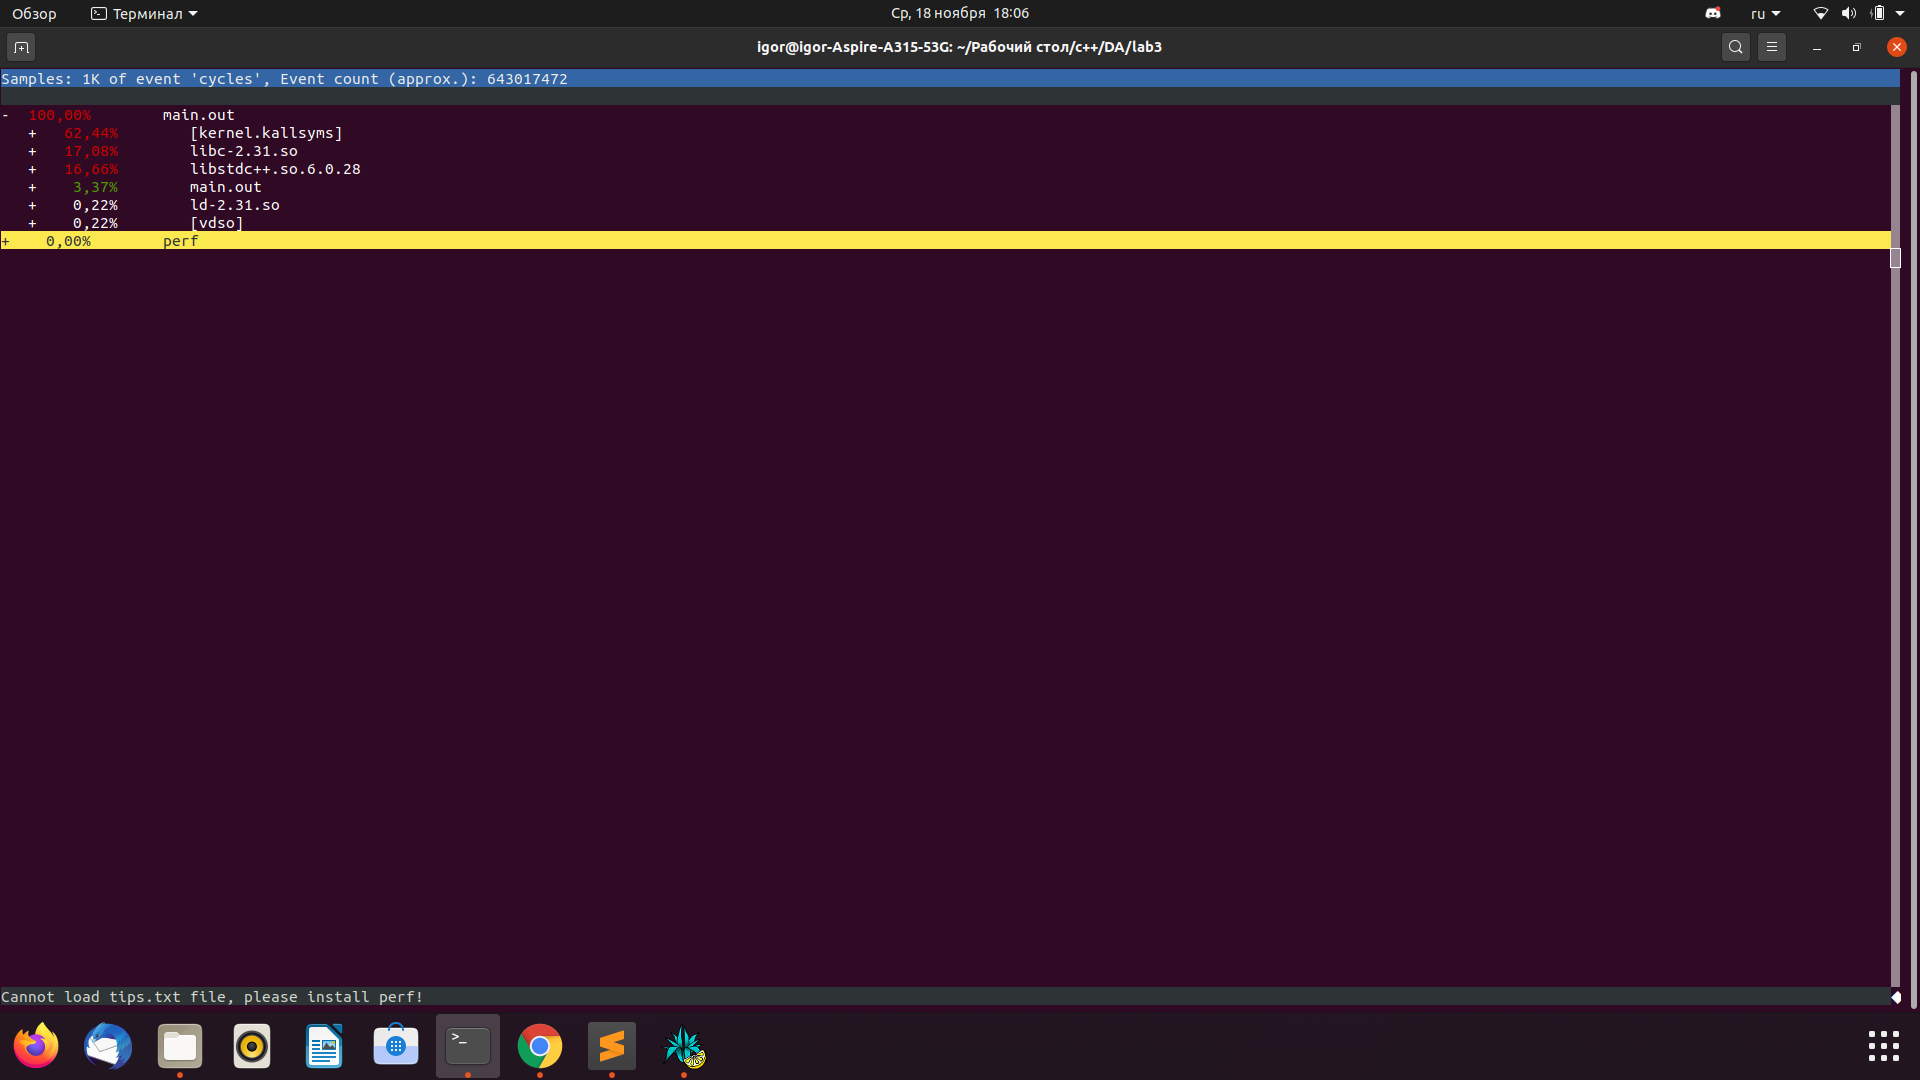 Обзор
Терминал
Ср, 18 ноября 18:06
ru
igor@igor-Aspire-A315-53G: ~/Рабочий стол/c++/DA/lab3
Samples: 1K of event 'cycles', Event count (approx.): 643017472
- 100,00% main.out
+ 62,44% [kernel.kallsyms]
+ 17,08% libc-2.31.so
+ 16,66% libstdc++.so.6.0.28
+ 3,37% main.out
+ 0,22% ld-2.31.so
+ 0,22% [vdso]
+ 0,00% perf
Cannot load tips.txt file, please install perf!